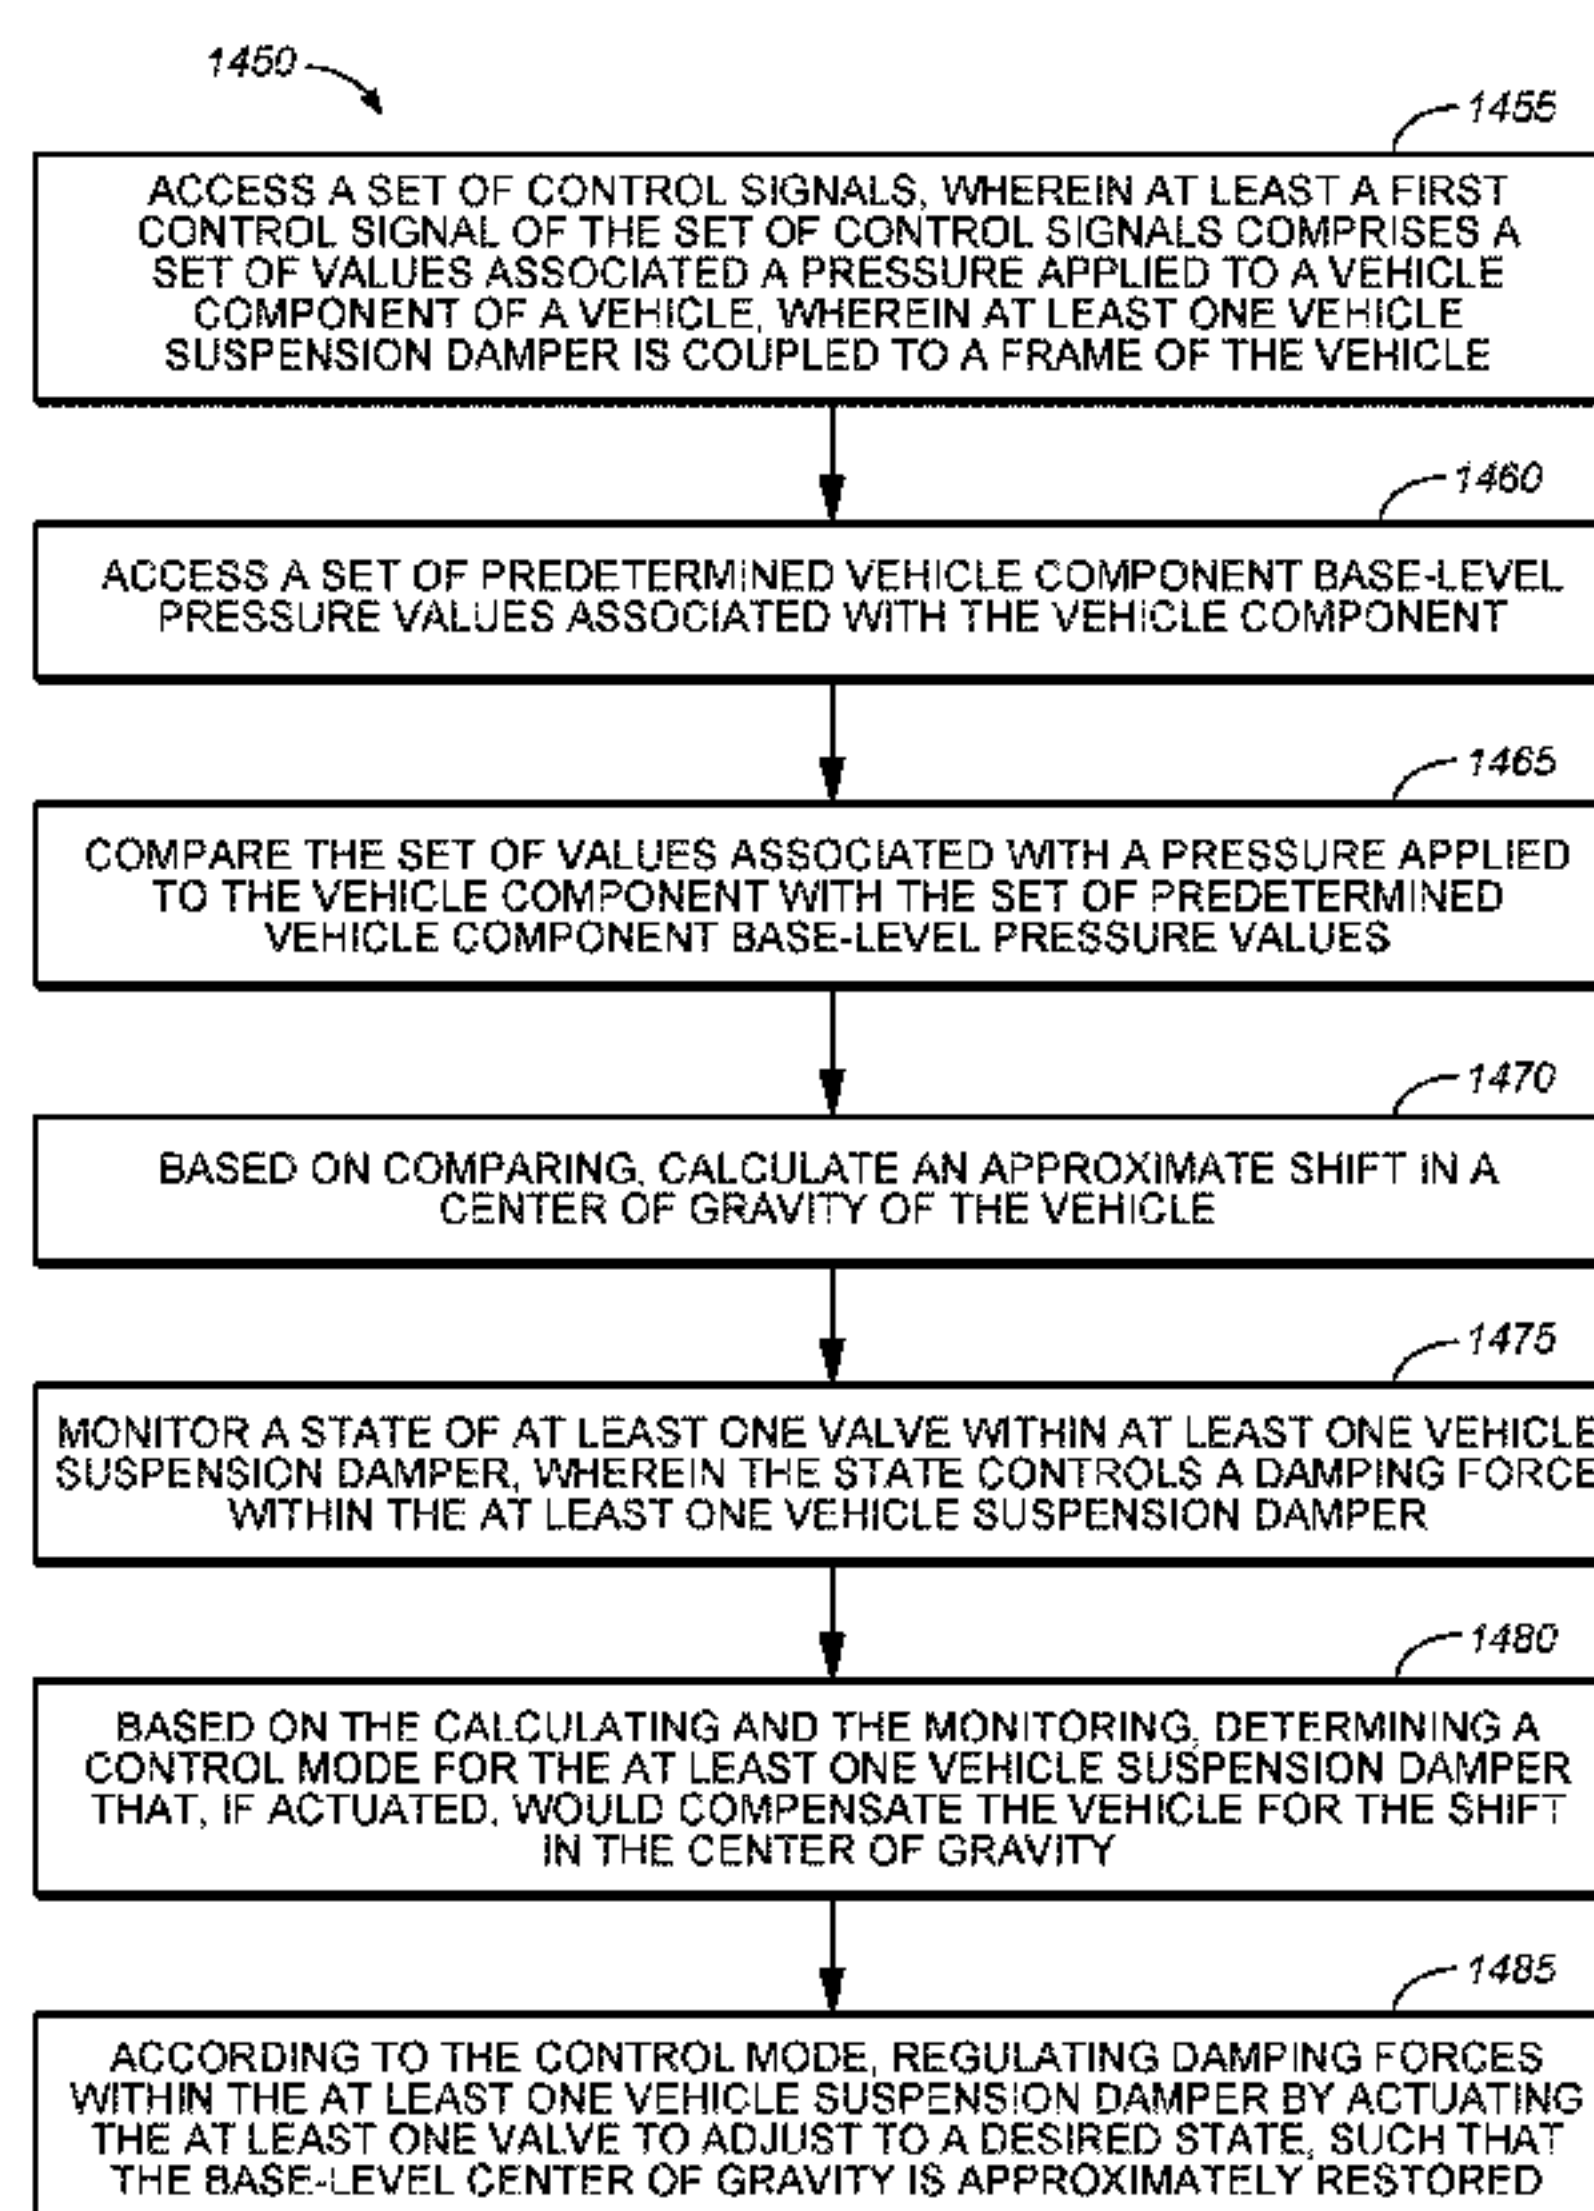 1450
1455
ACCESS A SET OF CONTROL SIGNALS, WHEREIN AT LEAST A FIRST
CONTROL SIGNAL OF THE SET OF CONTROL SIGNALS COMPRISES A
SET OF VALUES ASSOCIATED A PRESSURE APPLIED TO A VEHICLE
COMPONENT OF A VEHICLE, WHEREIN AT LEAST ONE VEHICLE
SUSPENSION DAMPER IS COUPLED TO A FRAME OF THE VEHICLE
1460
ACCESS A SET OF PREDETERMINED VEHICLE COMPONENT BASE-LEVEL
PRESSURE VALUES ASSOCIATED WITH THE VEHICLE COMPONENT
1465
COMPARE THE SET OF VALUES ASSOCIATED WITH A PRESSURE APPLIED
TO THE VEHICLE COMPONENT WITH THE SET OF PREDETERMINED
VEHICLE COMPONENT BASE-LEVEL PRESSURE VALUES
1470
BASED ON COMPARING, CALCULATE AN APPROXIMATE SHIFT IN A
CENTER OF GRAVITY OF THE VEHICLE
1475
MONITOR A STATE OF AT LEAST ONE VALVE WITHIN AT LEAST ONE VEHICLE
SUSPENSION DAMPER, WHEREIN THE STATE CONTROLS A DAMPING FORCE
WITHIN THE AT LEAST ONE VEHICLE SUSPENSION DAMPER
1480
BASED ON THE CALCULATING AND THE MONITORING, DETERMINING A
CONTROL MODE FOR THE AT LEAST ONE VEHICLE SUSPENSION DAMPER
THAT, IF ACTUATED, WOULD COMPENSATE THE VEHICLE FOR THE SHIFT
IN THE CENTER OF GRAVITY
1485
ACCORDING TO THE CONTROL MODE, REGULATING DAMPING FORCES
WITHIN THE AT LEAST ONE VEHICLE SUSPENSION DAMPER BY ACTUATING
THE AT LEAST ONE VALVE TO ADJUST TO A DESIRED STATE, SUCH THAT
THE BASE-LEVEL CENTER OF GRAVITY IS APPROXIMATELY RESTORED